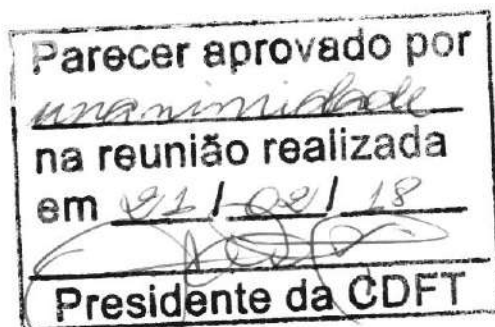 Parecer aprovado por
unanimidade
na reunião realizada
em 21 / 02 / 18
Presidente da CDFT